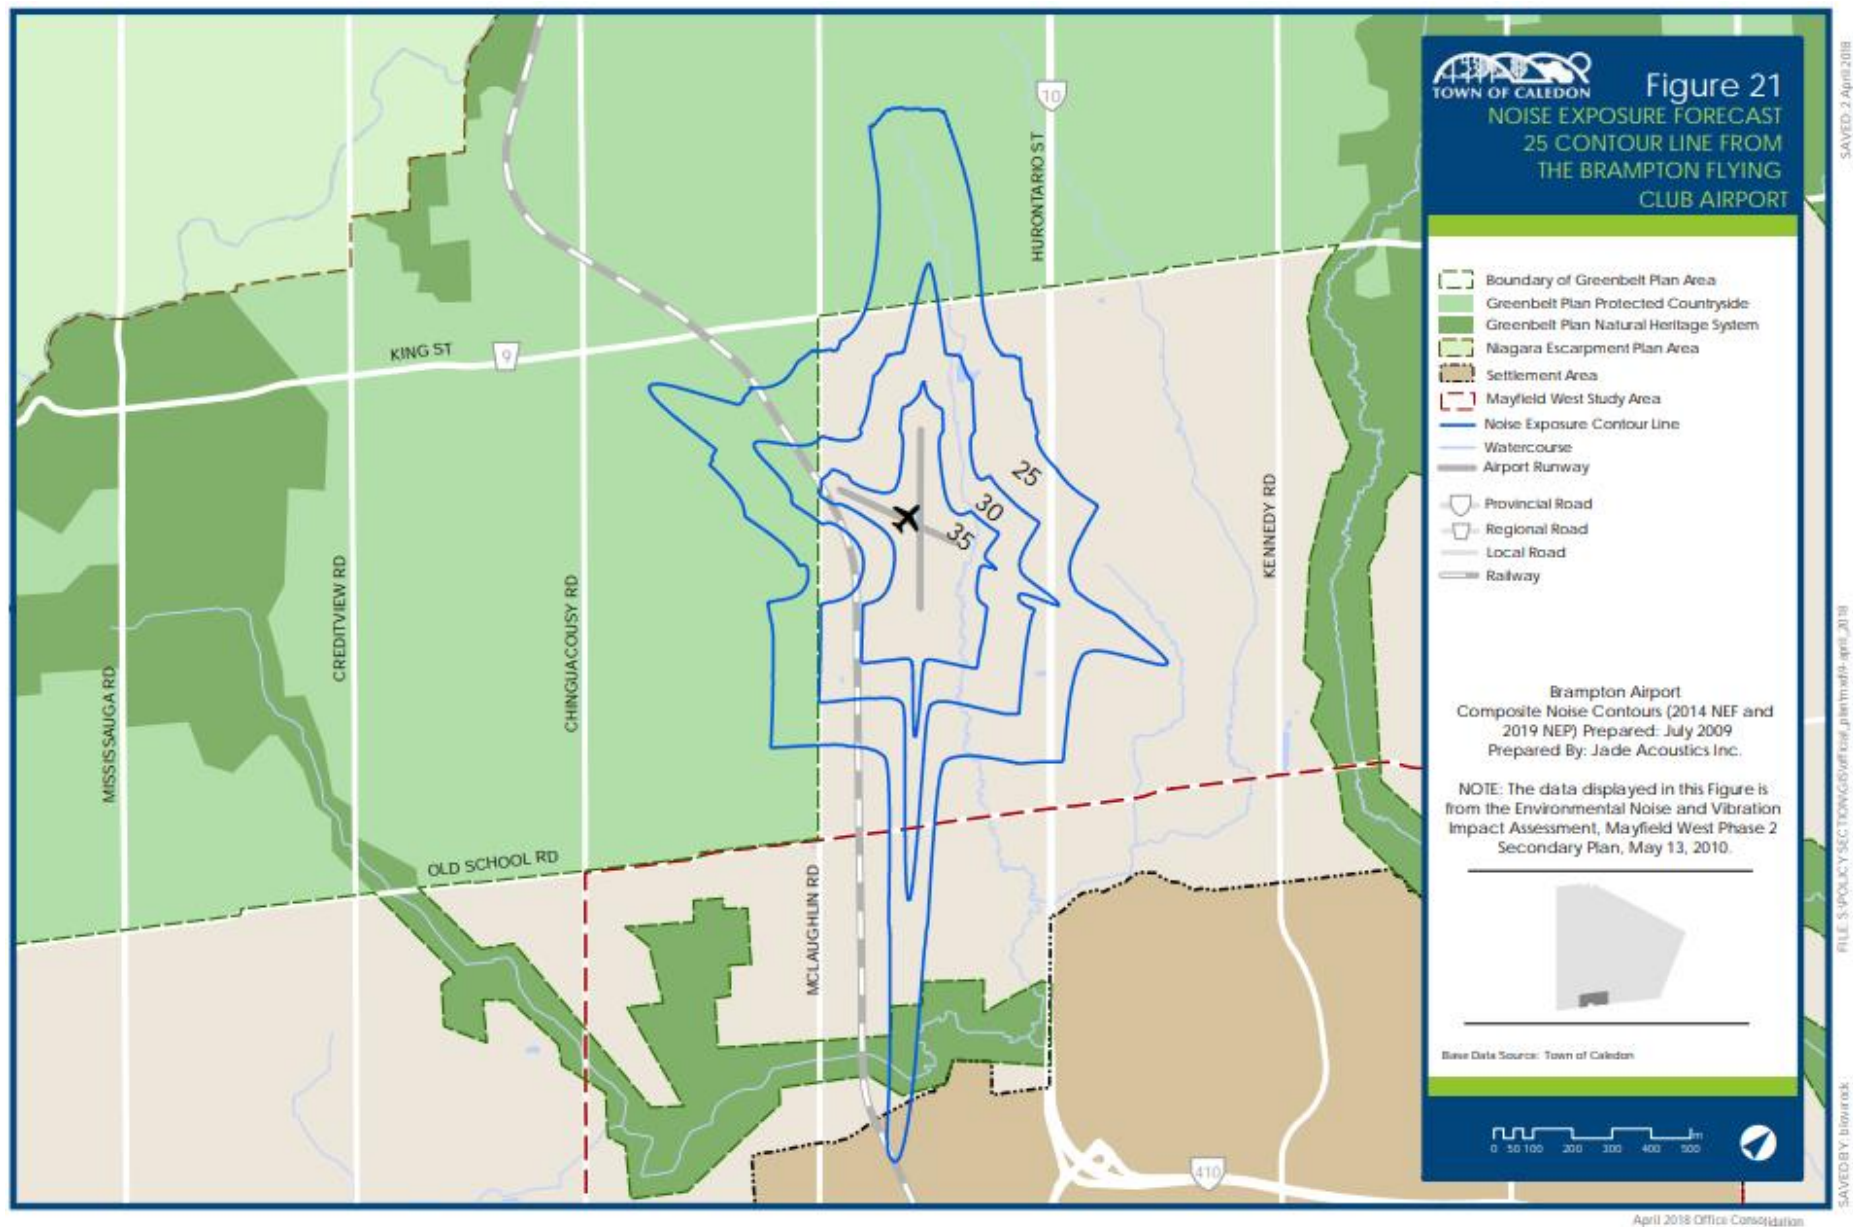 10
HURONTARIO ST
KING ST
9
25
30
35
KENNEDY RD
CREDITVIEW RD
CHINGUACOUSY RD
MISSISSAUGA RD
OLD SCHOOL RD
MCLAUGHLIN RD
410
TOWN OF CALEDON
Figure 21
NOISE EXPOSURE FORECAST
25 CONTOUR LINE FROM
THE BRAMPTON FLYING
CLUB AIRPORT
Boundary of Greenbelt Plan Area
Greenbelt Plan Protected Countryside
Greenbelt Plan Natural Heritage System
Niagara Escarpment Plan Area
Settlement Area
Mayfield West Study Area
Noise Exposure Contour Line
Watercourse
Airport Runway
Provincial Road
Regional Road
Local Road
Railway
Brampton Airport
Composite Noise Contours (2014 NEF and
2019 NEP) Prepared: July 2009
Prepared By: Jade Acoustics Inc.
NOTE: The data displayed in this Figure is
from the Environmental Noise and Vibration
Impact Assessment, Mayfield West Phase 2
Secondary Plan, May 13, 2010.
Base Data Source: Town of Caledon
m
0 50 100 200 300 400 500
SAVED: 2 April 2018
SAVED BY:
April 2018 Office Consolidation